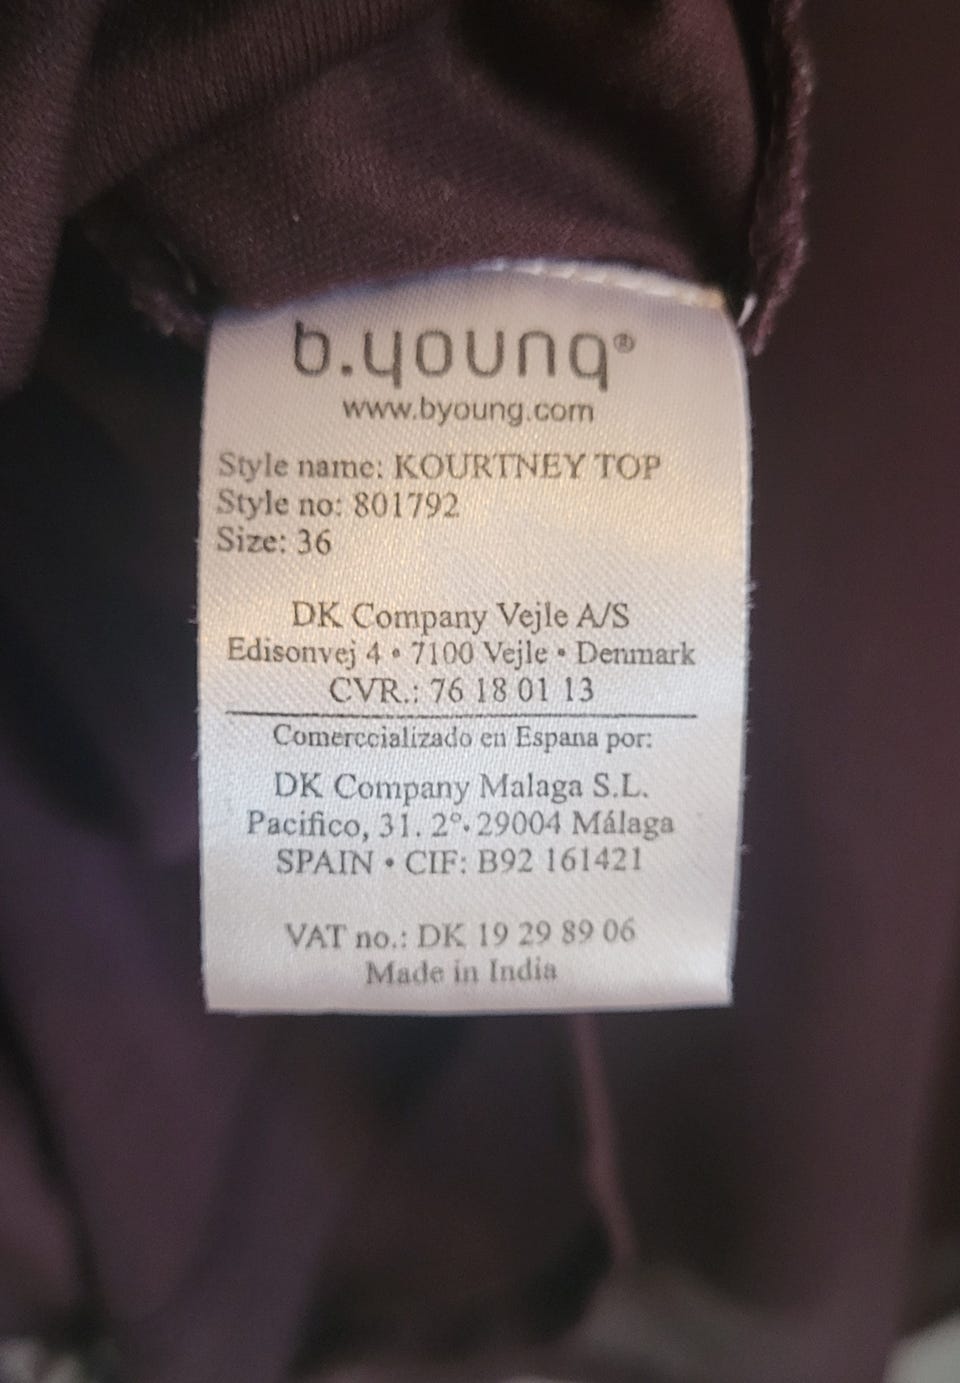 b.young®
www.byoung.com
Style name: KOURTNEY TOP
Style no: 801792
Size: 36
DK Company Vejle A/S
Edisonvej 4 • 7100 Vejle • Denmark
CVR.: 76 18 01 13
Comerccializado en Espana por:
DK Company Malaga S.L.
Pacifico, 31. 2º. 29004 Málaga
SPAIN • CIF: B92 161421
VAT no.: DK 19 29 89 06
Made in India